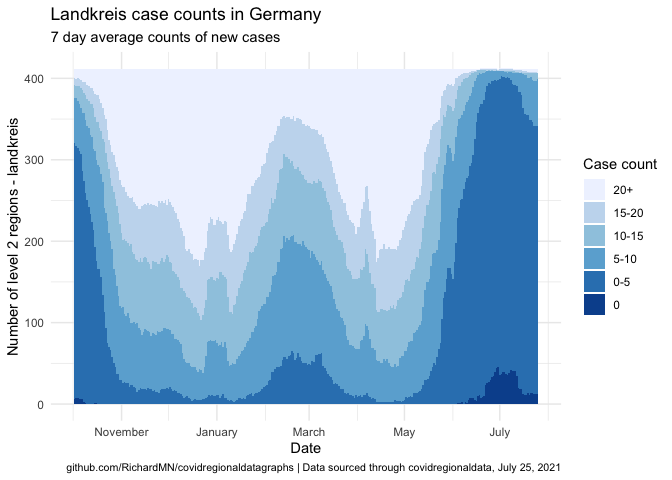 Landkreis case counts in Germany
7 day average counts of new cases
Number of level 2 regions - landkreis
400
300
200
100
0
November
January
March
May
July
Date
Case count
20+
15-20
10-15
5-10
0-5
0
github.com/RichardMN/covidregionaldatagraphs | Data sourced through covidregionaldata, July 25, 2021